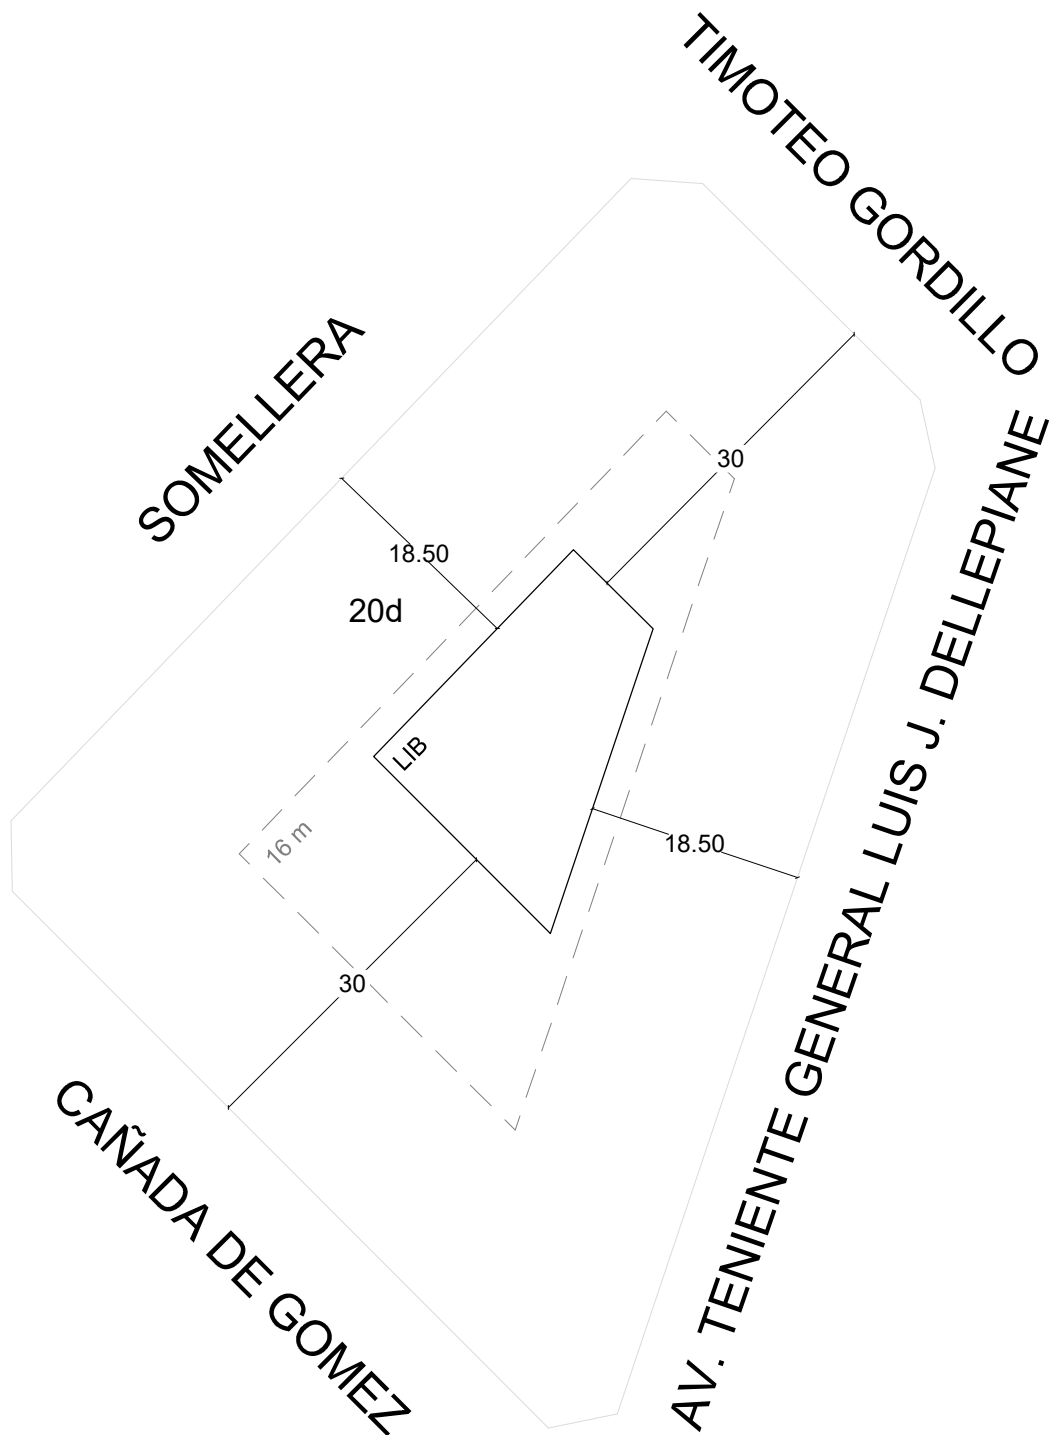 TIMOTEO GORDILLO
SOMELLERA
30
18.50
20d
LIB
16 m
18.50
30
AV. TENIENTE GENERAL LUIS J. DELLEPIANE
CAÑADA DE GOMEZ